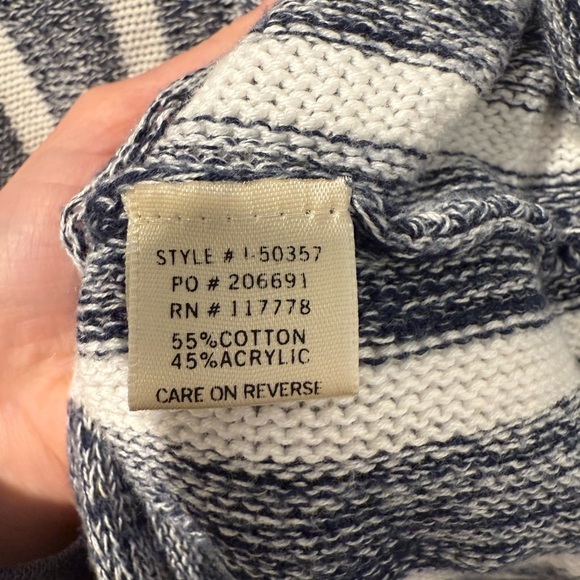 STYLE # I-50357
PO # 206691
RN # 117778
55%COTTON
45%ACRYLIC
CARE ON REVERSE